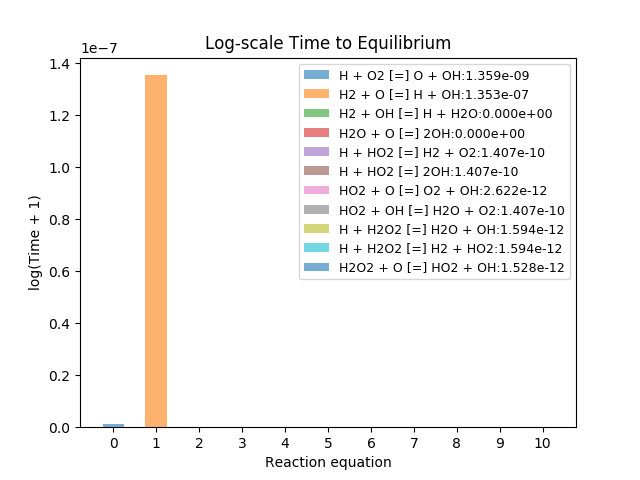 Log-scale Time to Equilibrium
1e−7
1.4
1.2
1.0
0.8
0.6
0.4
0.2
0.0
log(Time + 1)
H + O2 [=] O + OH:1.359e-09
H2 + O [=] H + OH:1.353e-07
H2 + OH [=] H + H2O:0.000e+00
H2O + O [=] 2OH:0.000e+00
H + HO2 [=] H2 + O2:1.407e-10
H + HO2 [=] 2OH:1.407e-10
HO2 + O [=] O2 + OH:2.622e-12
HO2 + OH [=] H2O + O2:1.407e-10
H + H2O2 [=] H2O + OH:1.594e-12
H + H2O2 [=] H2 + HO2:1.594e-12
H2O2 + O [=] HO2 + OH:1.528e-12
0 1 2 3 4 5 6 7 8 9 10
Reaction equation